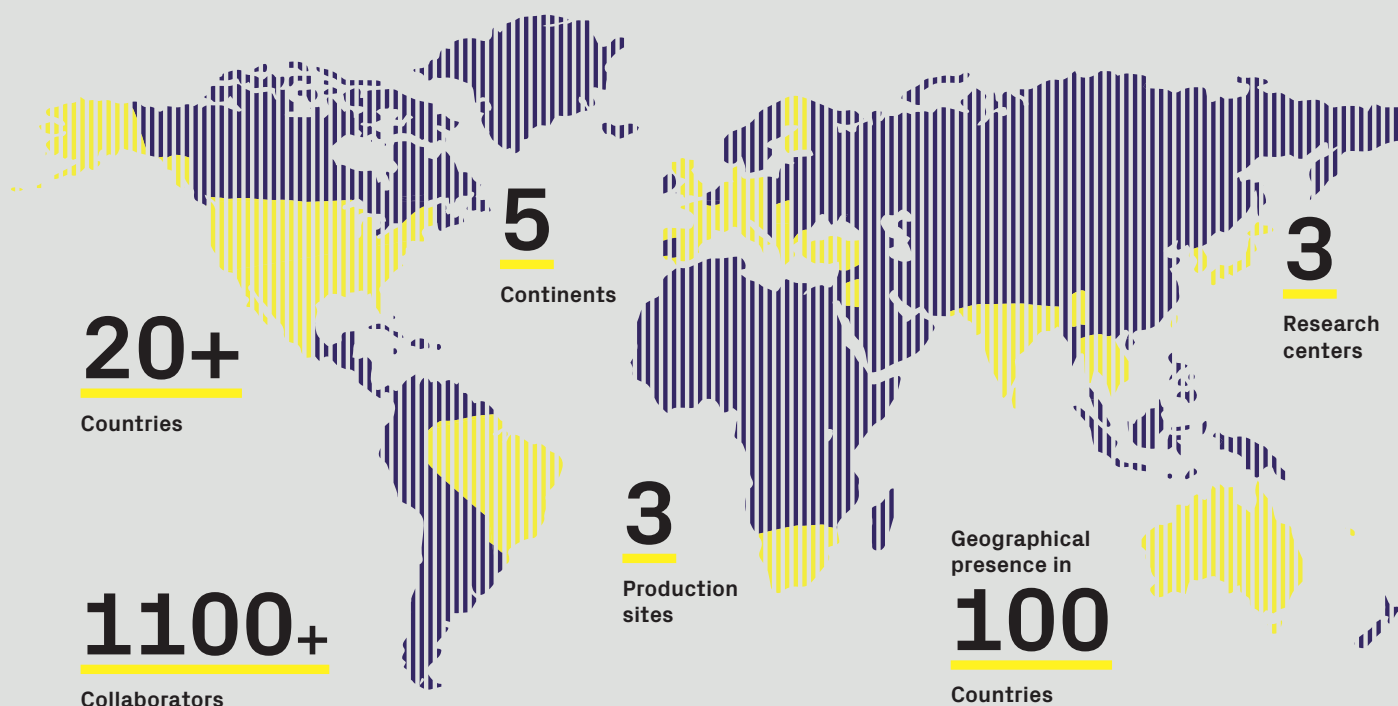 5
Continents
3
Research
centers
20+
Countries
3
Production
sites
Geographical
presence in
100
Countries
1100+
Collaborators